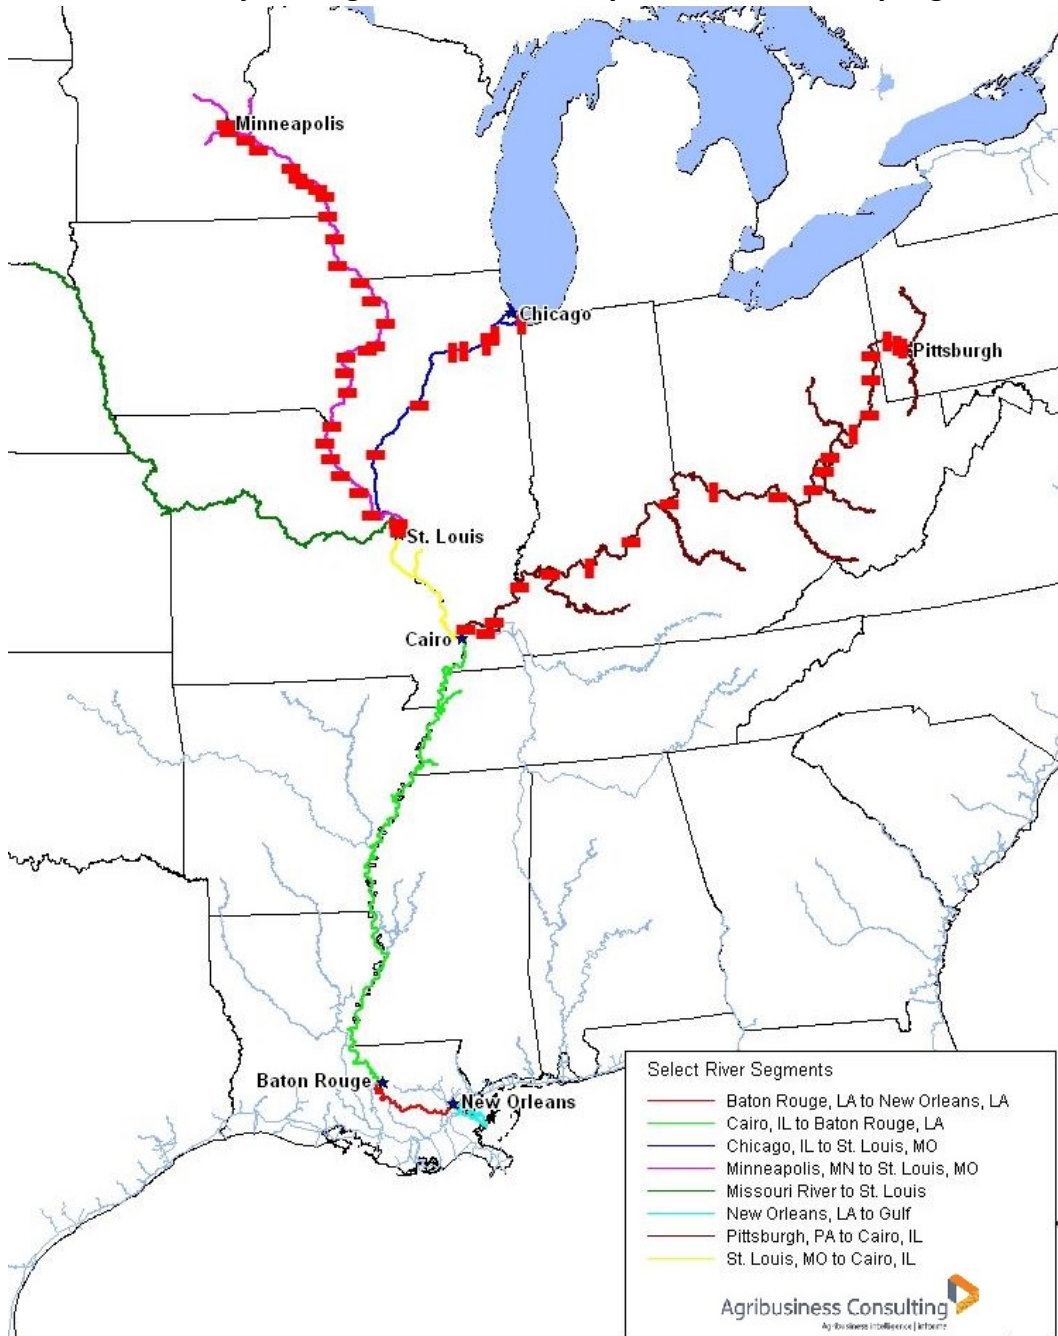 Minneapolis
Chicago
Pittsburgh
St. Louis
Cairo
Baton Rouge
New Orleans
Select River Segments
Baton Rouge, LA to New Orleans, LA
Cairo, IL to Baton Rouge, LA
Chicago, IL to St. Louis, MO
Minneapolis, MN to St. Louis, MO
Missouri River to St. Louis
New Orleans, LA to Gulf
Pittsburgh, PA to Cairo, IL
St. Louis, MO to Cairo, IL
Agribusiness Consulting
Agribusiness intelligence | informa